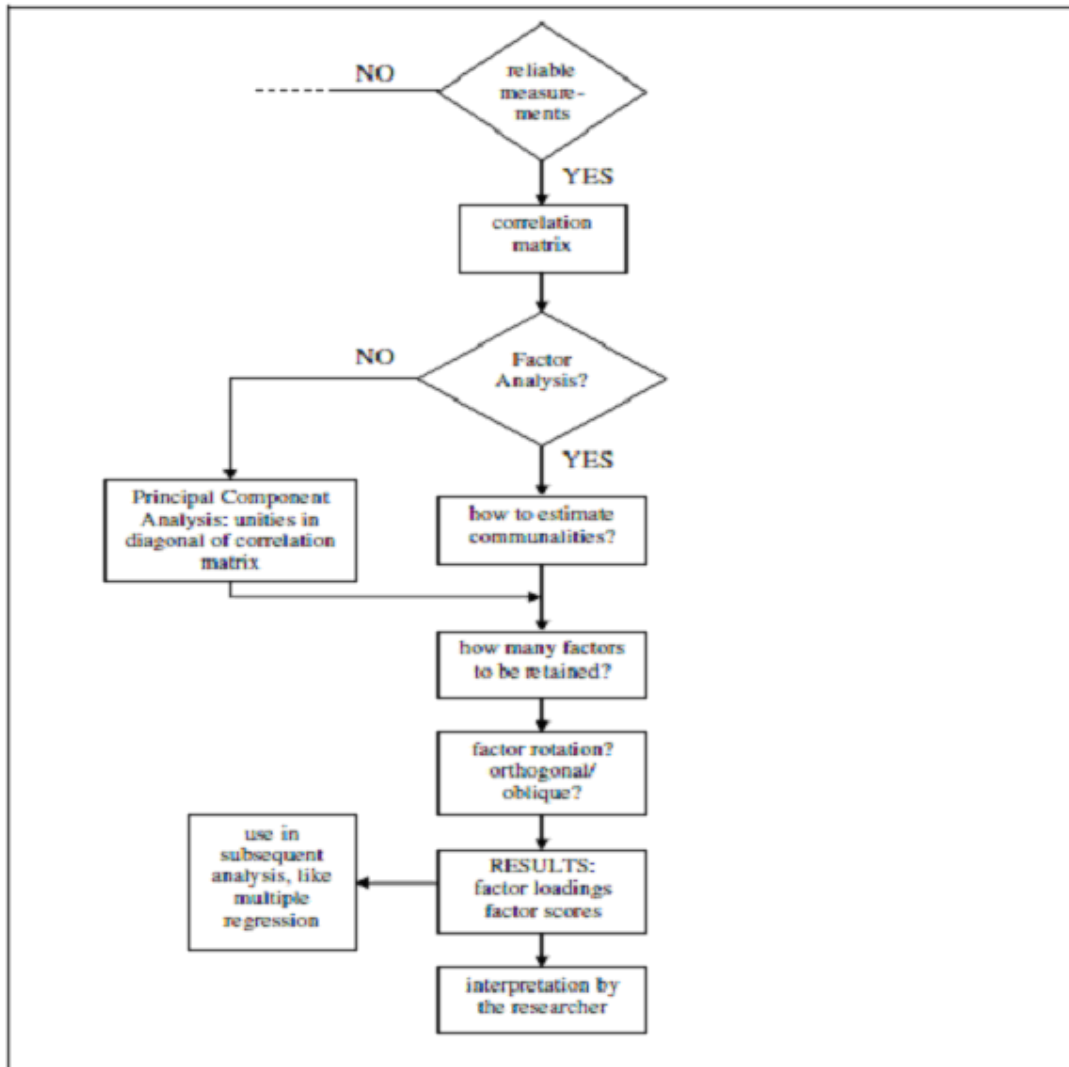 NO
reliable
measure-
ments
YES
correlation
matrix
NO
Factor
Analysis?
YES
Principal Component
Analysis: unities in
diagonal of correlation
matrix
how to estimate
communalities?
how many factors
to be retained?
factor rotation?
orthogonal/
oblique?
use in
subsequent
analysis, like
multiple
regression
RESULTS:
factor loadings
factor scores
interpretation by
the researcher